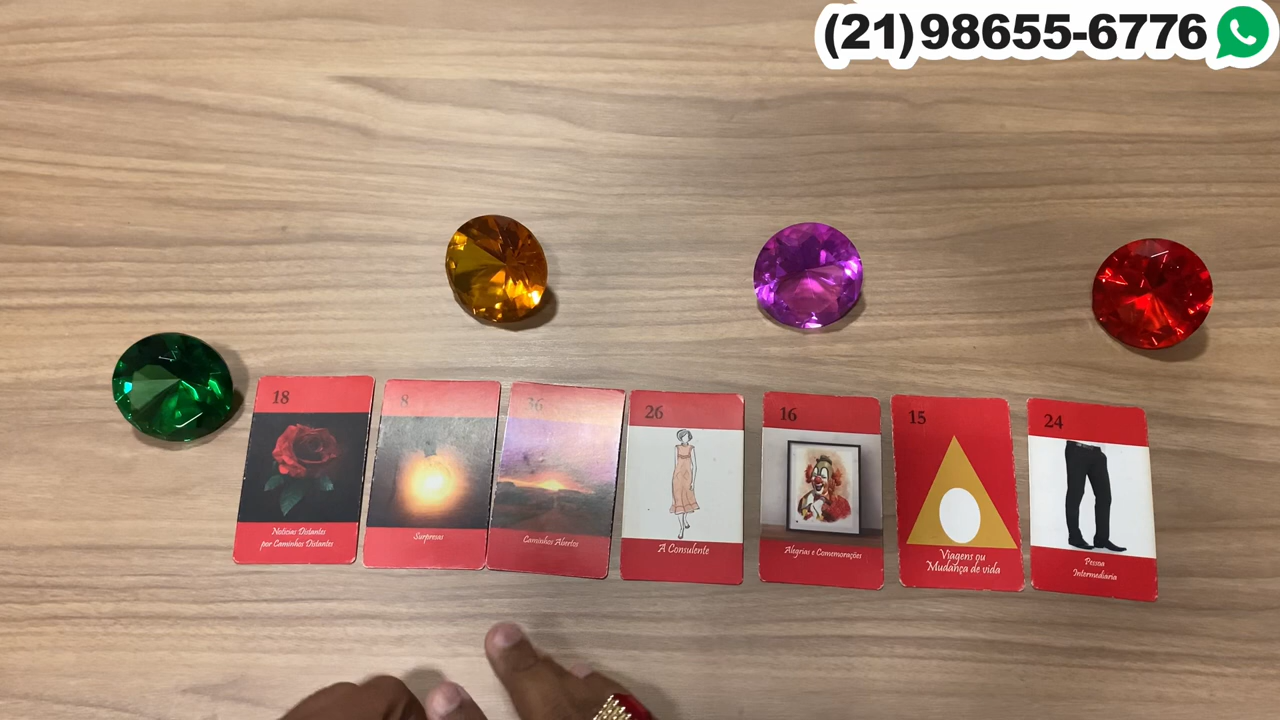 (21)98655-6776
18
Notícias Distantes
por Caminhos Distantes
8
Surpresas
36
Caminhos Abertos
26
A Consulente
16
Alegrias e Comemorações
15
Viagens ou
Mudança de vida
24
Pessoa
Intermediária